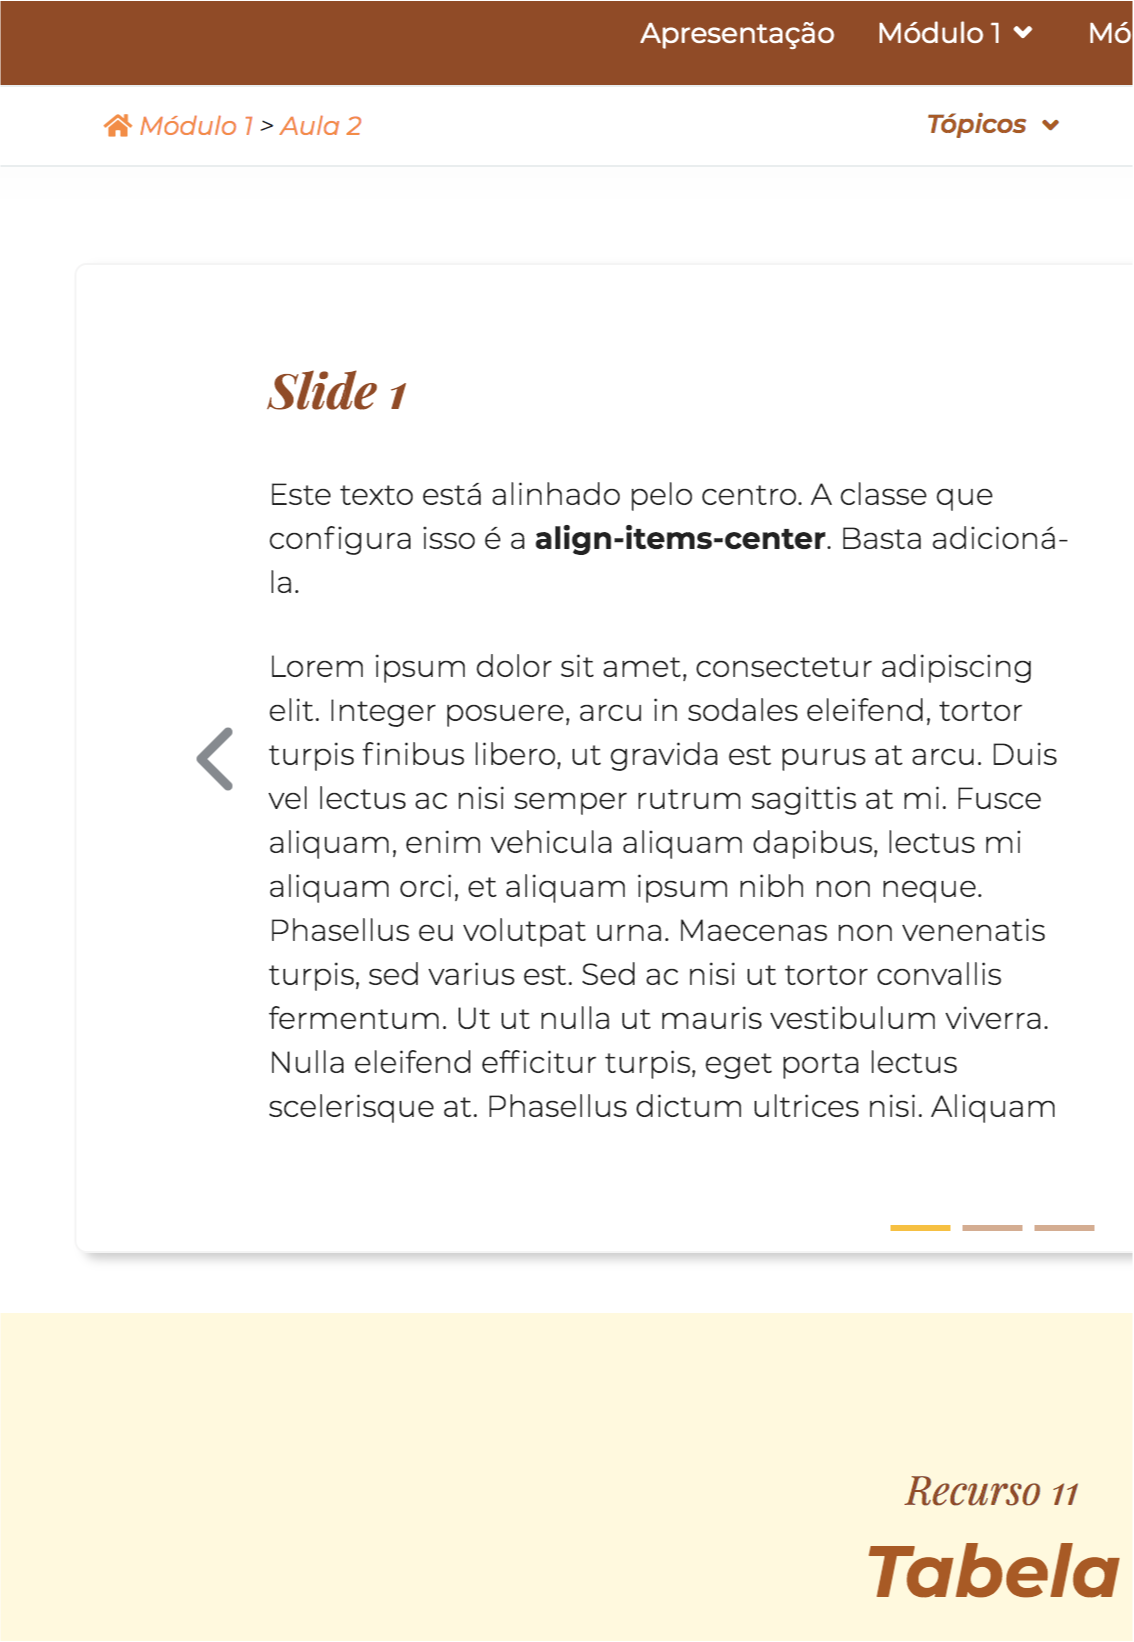 Apresentação Módulo 1 Mó
Módulo 1 > Aula 2 Tópicos
Slide 1
Este texto está alinhado pelo centro. A classe que
configura isso é a align-items-center. Basta adicioná-
la.
Lorem ipsum dolor sit amet, consectetur adipiscing
elit. Integer posuere, arcu in sodales eleifend, tortor
turpis finibus libero, ut gravida est purus at arcu. Duis
vel lectus ac nisi semper rutrum sagittis at mi. Fusce
aliquam, enim vehicula aliquam dapibus, lectus mi
aliquam orci, et aliquam ipsum nibh non neque.
Phasellus eu volutpat urna. Maecenas non venenatis
turpis, sed varius est. Sed ac nisi ut tortor convallis
fermentum. Ut ut nulla ut mauris vestibulum viverra.
Nulla eleifend efficitur turpis, eget porta lectus
scelerisque at. Phasellus dictum ultrices nisi. Aliquam
Recurso 11
Tabela